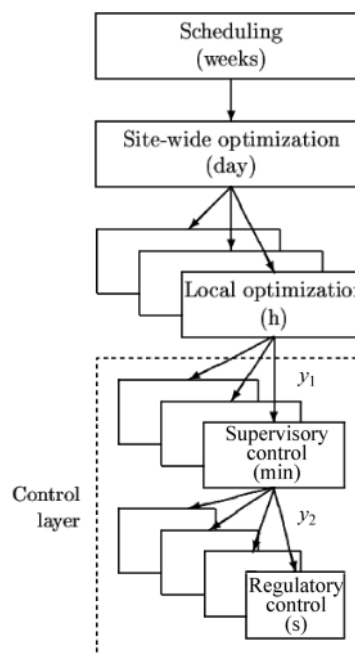 Scheduling
(weeks)
Site-wide optimization
(day)
Local optimization
(h)
y1
Supervisory
control
(min)
Control
layer
y2
Regulatory
control
(s)